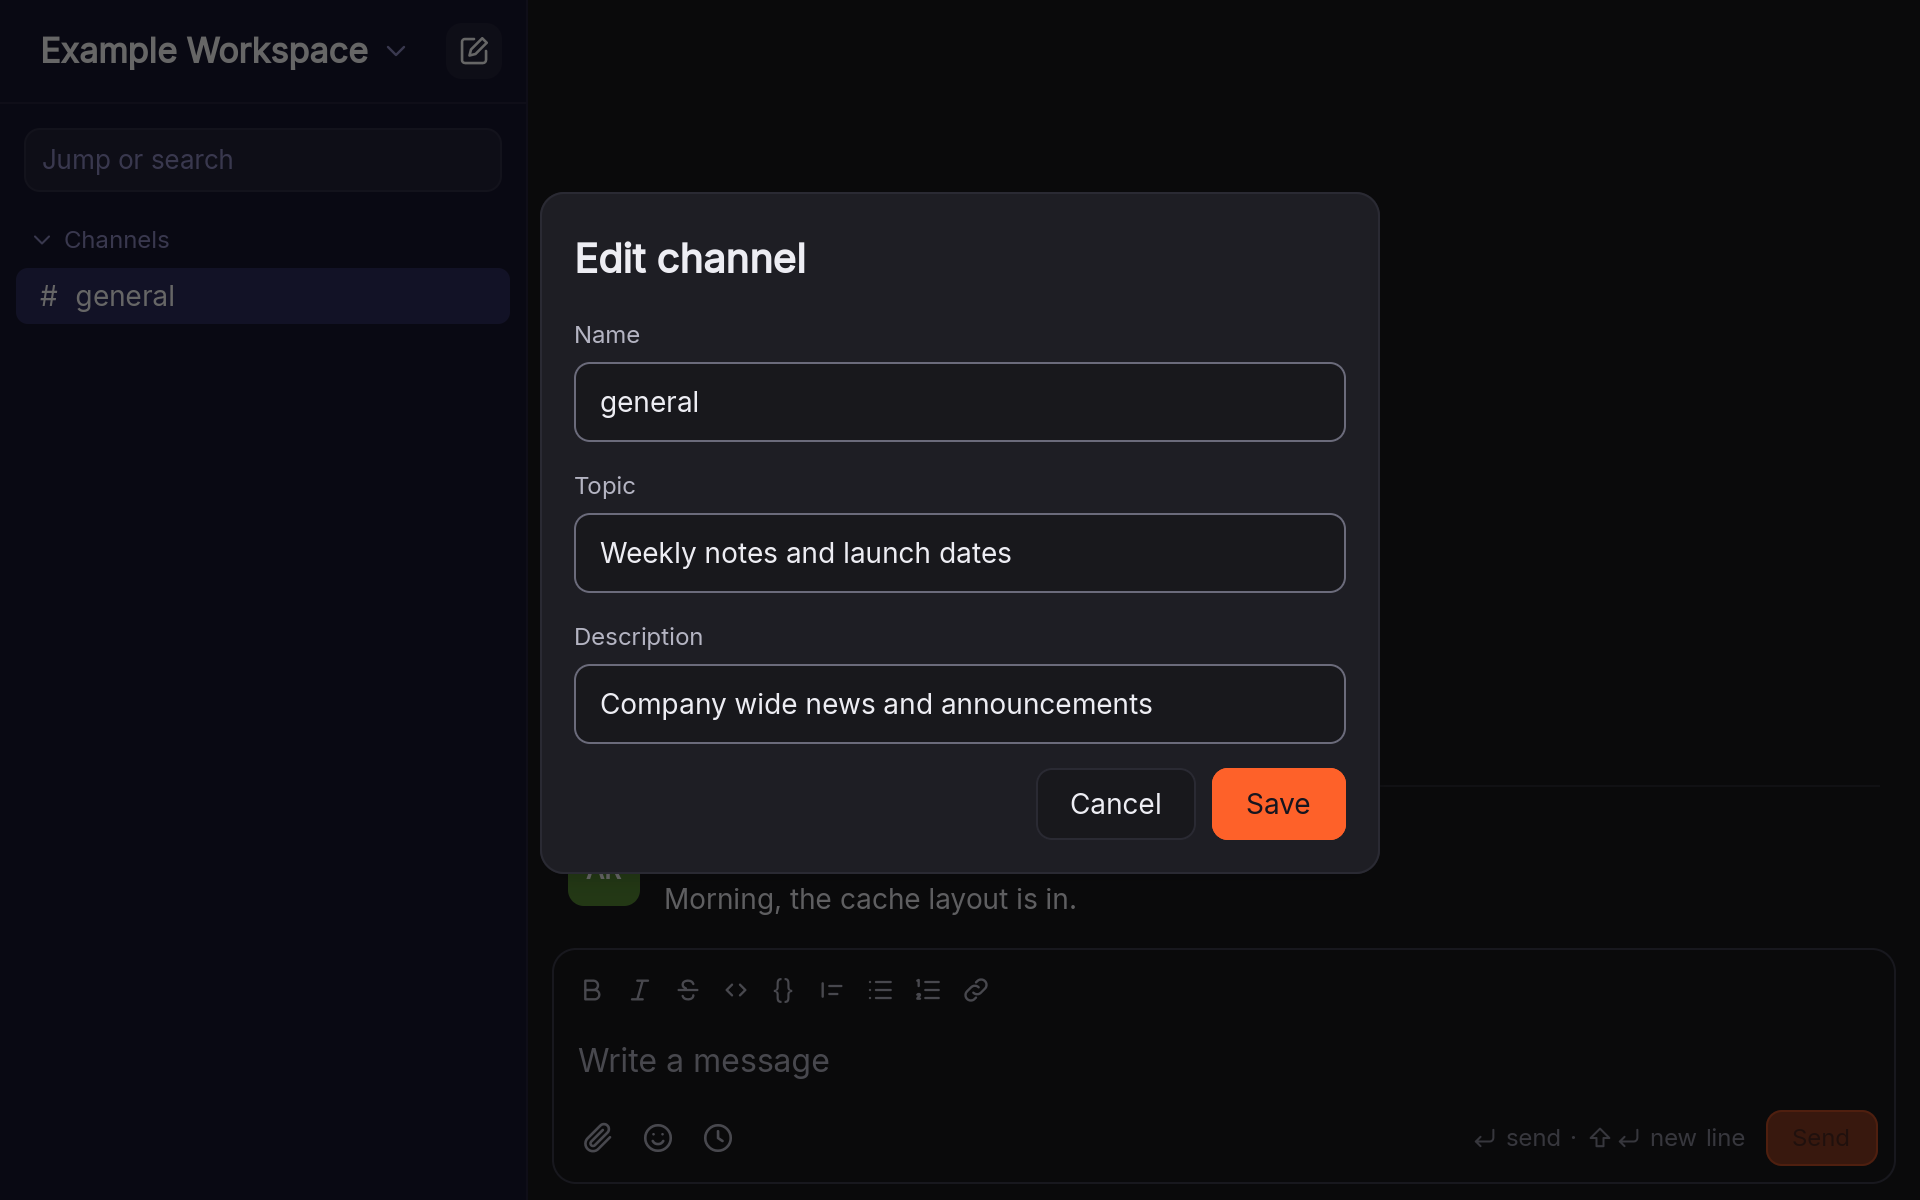 Example Workspace
Jump or search
Channels
# general
Edit channel
Name
general
Topic
Weekly notes and launch dates
Description
Company wide news and announcements
Cancel
Save
Morning, the cache layout is in.
Write a message
send · new line
Send